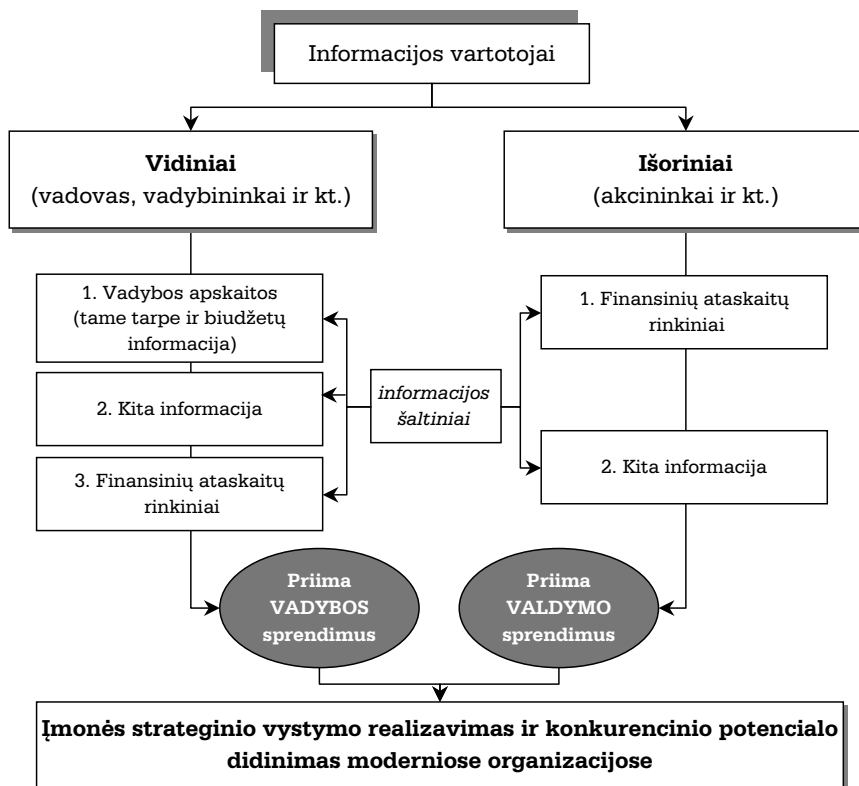 Informacijos vartotojai
Vidiniai
(vadovas, vadybininkai ir kt.)
Išoriniai
(akcininkai ir kt.)
1. Vadybos apskaitos
(tame tarpe ir biudžetų
informacija)
2. Kita informacija
3. Finansinių ataskaitų
rinkiniai
informacijos
šaltiniai
1. Finansinių ataskaitų
rinkiniai
2. Kita informacija
Priima
VADYBOS
sprendimus
Priima
VALDYMO
sprendimus
Įmonės strateginio vystymo realizavimas ir konkurencinio potencialo
didinimas moderniose organizacijose